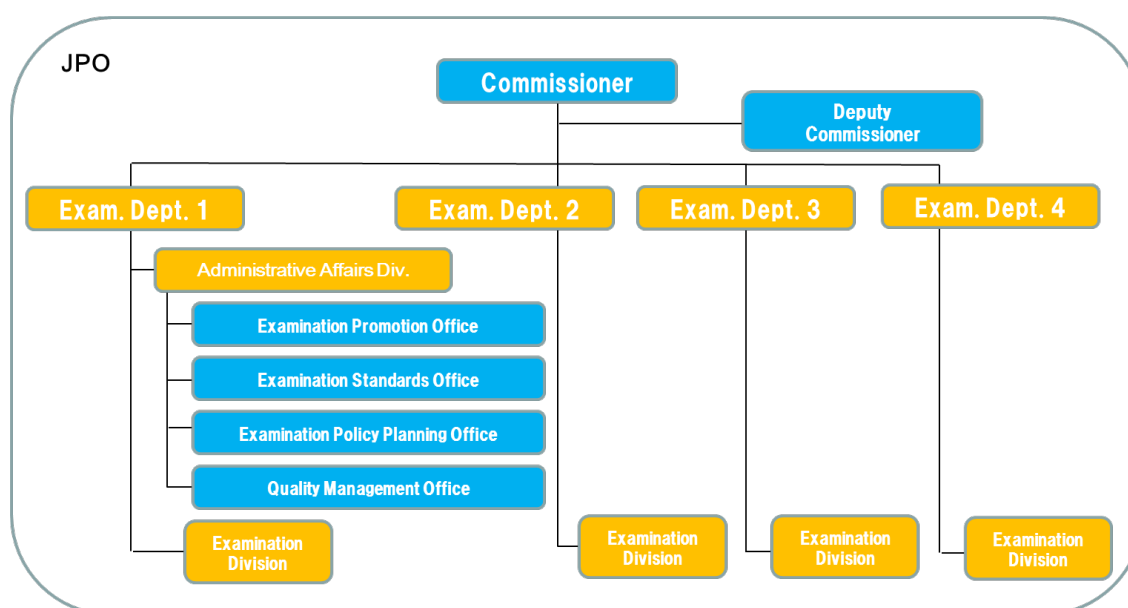 JPO
Commissioner
Deputy
Commissioner
Exam. Dept. 1
Exam. Dept. 2
Exam. Dept. 3
Exam. Dept. 4
Administrative Affairs Div.
Examination Promotion Office
Examination Standards Office
Examination Policy Planning Office
Quality Management Office
Examination
Division
Examination
Division
Examination
Division
Examination
Division